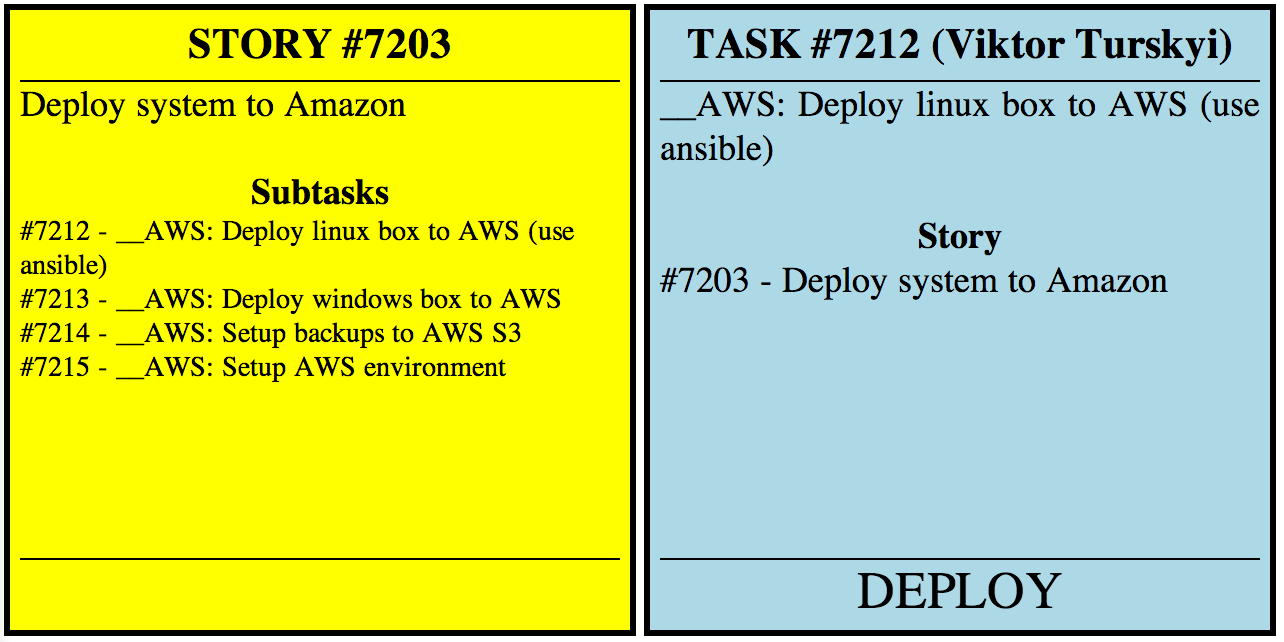 STORY #7203
Deploy system to Amazon
Subtasks
#7212 - __AWS: Deploy linux box to AWS (use
ansible)
#7213 - __AWS: Deploy windows box to AWS
#7214 - __AWS: Setup backups to AWS S3
#7215 - __AWS: Setup AWS environment
TASK #7212 (Viktor Turskyi)
__AWS: Deploy linux box to AWS (use
ansible)
Story
#7203 - Deploy system to Amazon
DEPLOY